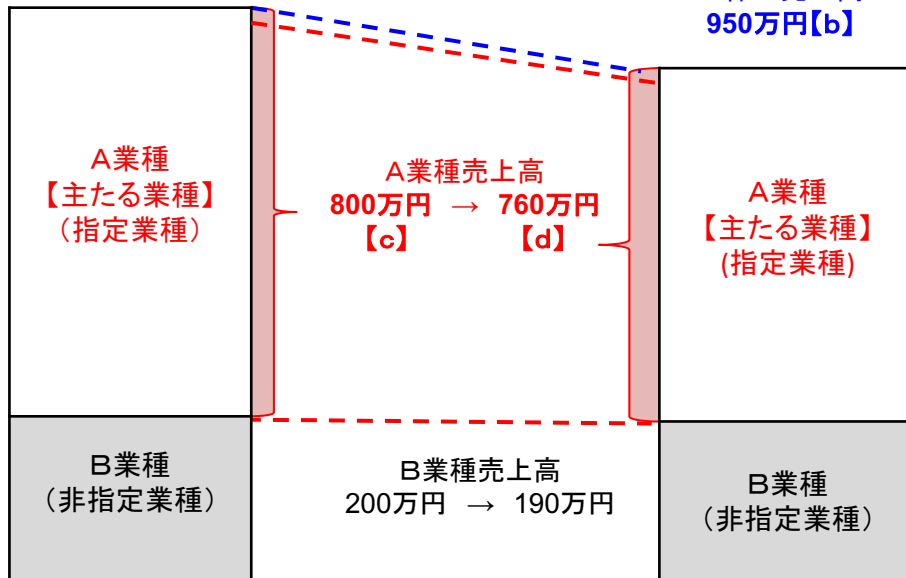 950万円【b】
A業種
【主たる業種】
（指定業種）
A業種売上高
800万円 → 760万円
【c】 【d】
A業種
【主たる業種】
(指定業種)
B業種
（非指定業種）
B業種売上高
200万円 → 190万円
B業種
（非指定業種）